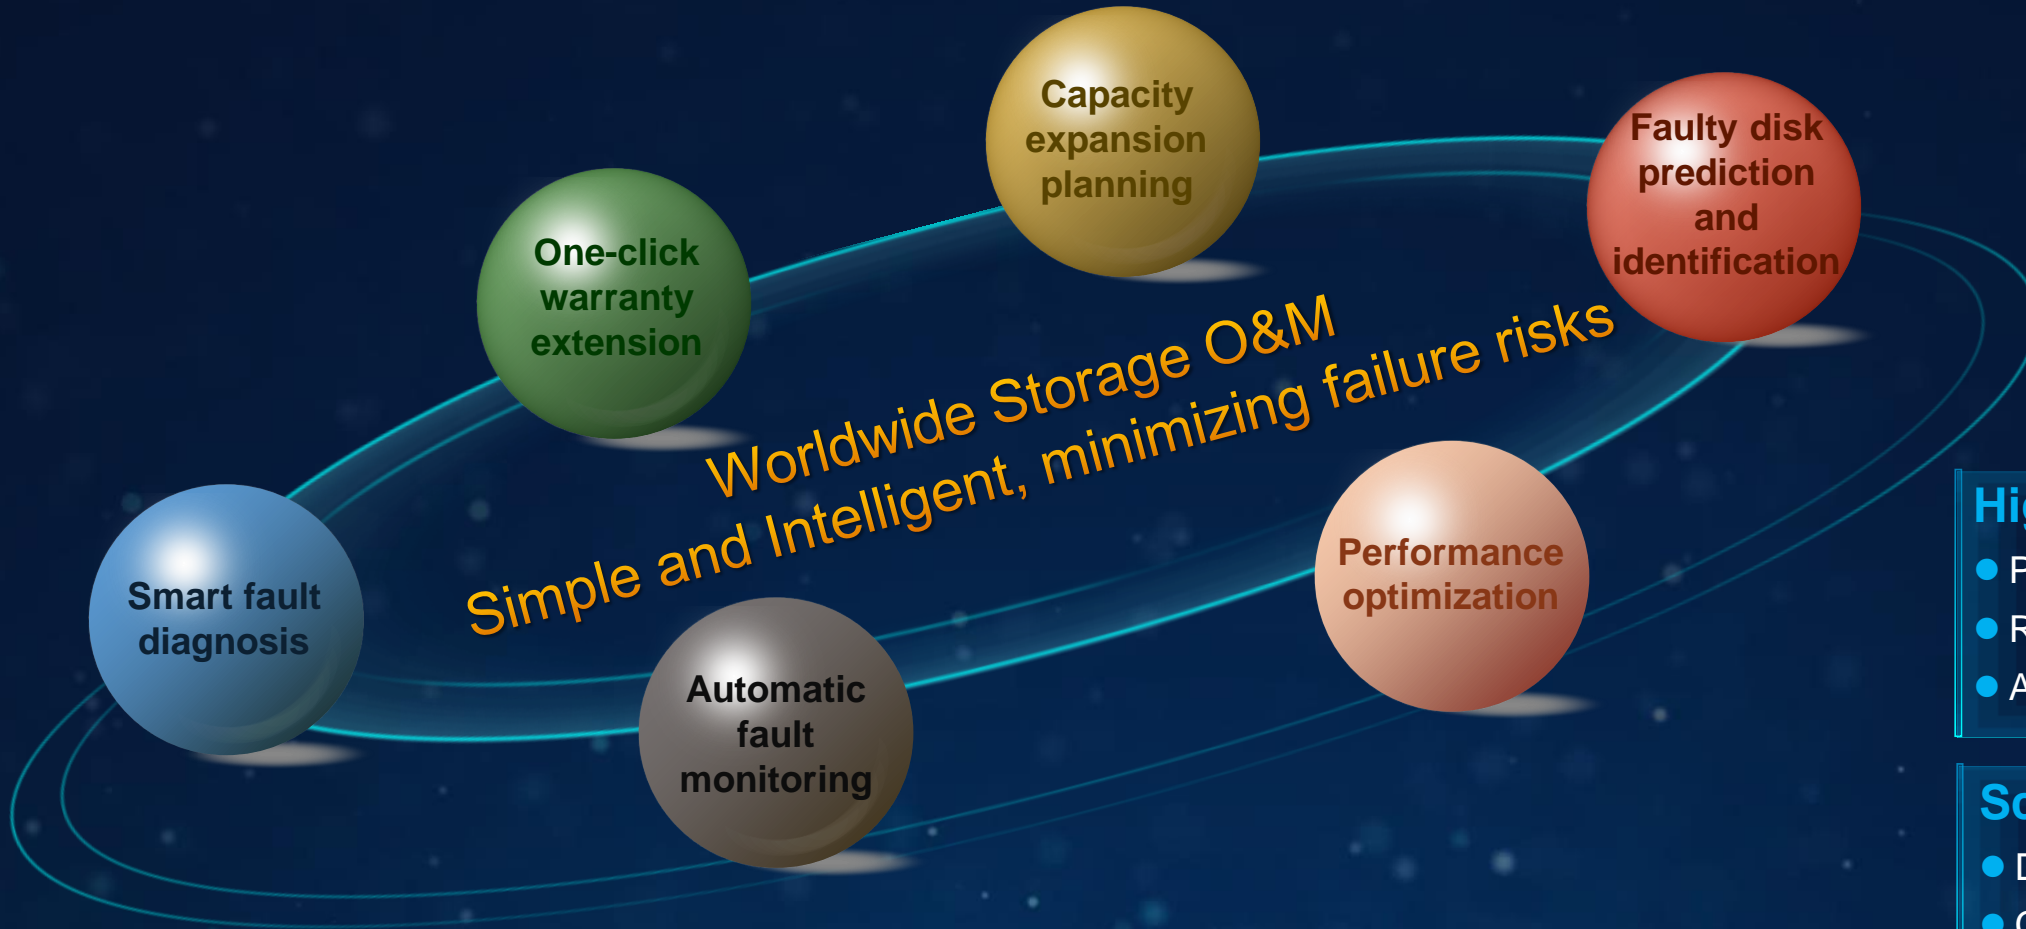 Capacity
expansion
planning
Faulty disk
prediction
and
identification
One-click
warranty
extension
Worldwide Storage O&M
Simple and Intelligent, minimizing failure risks
Performance
optimization
Smart fault
diagnosis
Automatic
fault
monitoring